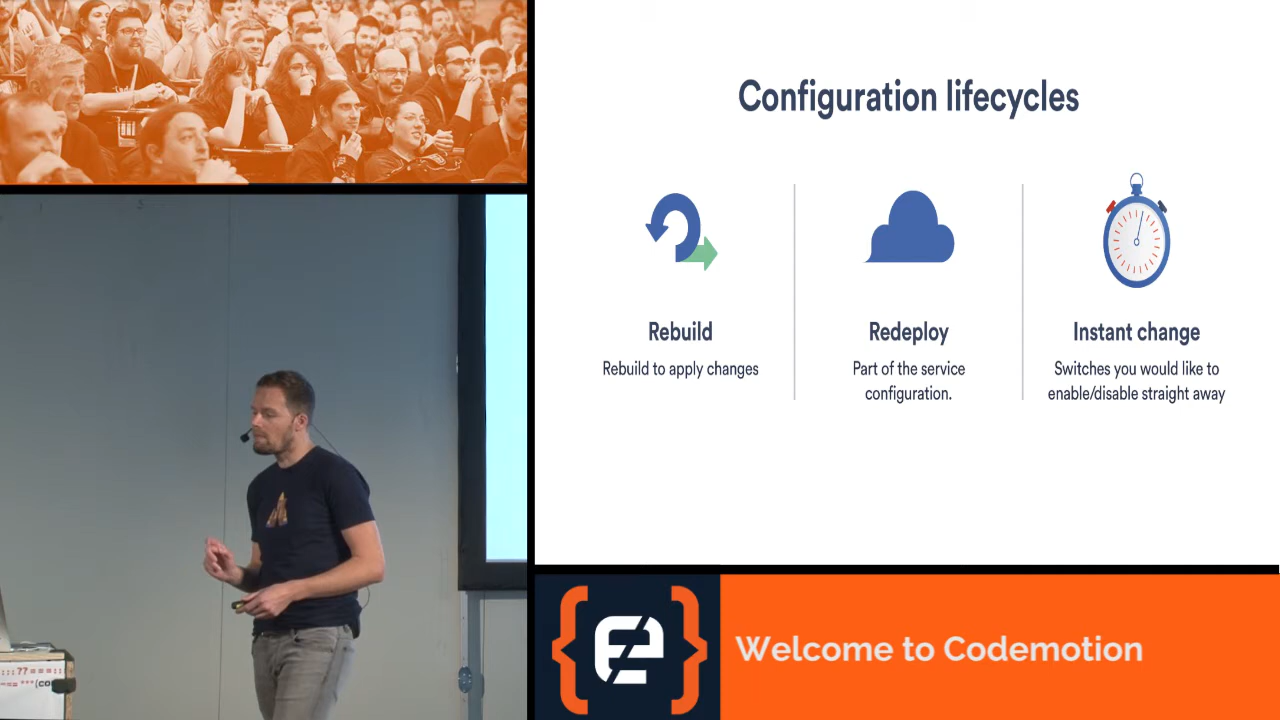 Configuration lifecycles
Rebuild
Rebuild to apply changes
Redeploy
Part of the service
configuration.
Instant change
Switches you would like to
enable/disable straight away
Welcome to Codemotion